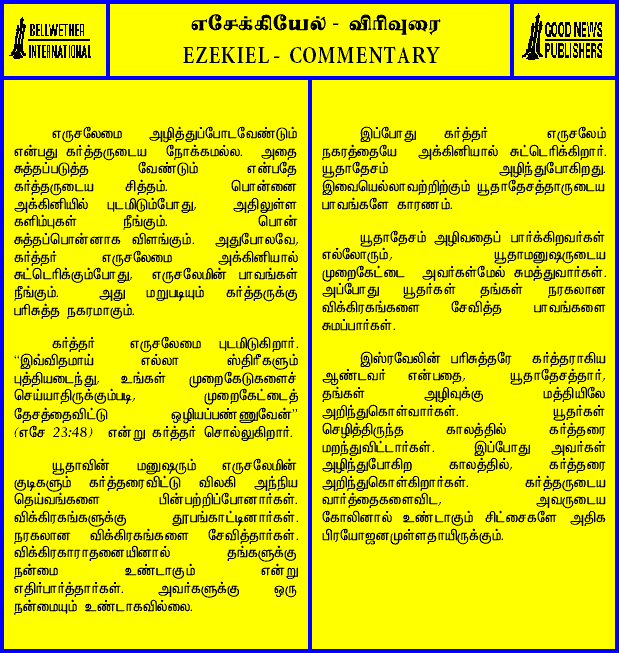 BELLWETHER
INTERNATIONAL
எசேக்கியேல் - விரிவுரை
EZEKIEL - COMMENTARY
GOOD NEWS
PUBLISHERS
எருசலேமை அழித்துப்போடவேண்டும்
என்பது கர்த்தருடைய நோக்கமல்ல. அதை
சுத்தப்படுத்த வேண்டும் என்பதே
கர்த்தருடைய சித்தம். பொன்னை
அக்கினியில் புடமிடும்போது, அதிலுள்ள
களிம்புகள் நீங்கும். பொன்
சுத்தப்பொன்னாக விளங்கும். அதுபோலவே,
கர்த்தர் எருசலேமை அக்கினியால்
சுட்டெரிக்கும்போது, எருசலேமின் பாவங்கள்
நீங்கும். அது மறுபடியும் கர்த்தருக்கு
பரிசுத்த நகரமாகும்.
கர்த்தர் எருசலேமை புடமிடுகிறார்.
“இவ்விதமாய் எல்லா ஸ்திரீகளும்
புத்தியடைந்து, உங்கள் முறைகேடுகளைச்
செய்யாதிருக்கும்படி, முறைகேட்டைத்
தேசத்தைவிட்டு ஒழியப்பண்ணுவேன்”
(எசே 23:48) என்று கர்த்தர் சொல்லுகிறார்.
யூதாவின் மனுஷரும் எருசலேமின்
குடிகளும் கர்த்தரைவிட்டு விலகி அந்நிய
தெய்வங்களை பின்பற்றிப்போனார்கள்.
விக்கிரகங்களுக்கு தூபங்காட்டினார்கள்.
நரகலான விக்கிரகங்களை சேவித்தார்கள்.
விக்கிரகாராதனையினால் தங்களுக்கு
நன்மை உண்டாகும் என்று
எதிர்பார்த்தார்கள். அவர்களுக்கு ஒரு
நன்மையும் உண்டாகவில்லை.
இப்போது கர்த்தர் எருசலேம்
நகரத்தையே அக்கினியால் சுட்டெரிக்கிறார்.
யூதாதேசம் அழிந்துபோகிறது.
இவையெல்லாவற்றிற்கும் யூதாதேசத்தாருடைய
பாவங்களே காரணம்.
யூதாதேசம் அழிவதைப் பார்க்கிறவர்கள்
எல்லோரும், யூதாமனுஷருடைய
முறைகேட்டை அவர்கள்மேல் சுமத்துவார்கள்.
அப்போது யூதர்கள் தங்கள் நரகலான
விக்கிரகங்களை சேவித்த பாவங்களை
சுமப்பார்கள்.
இஸ்ரவேலின் பரிசுத்தரே கர்த்தராகிய
ஆண்டவர் என்பதை, யூதாதேசத்தார்,
தங்கள் அழிவுக்கு மத்தியிலே
அறிந்துகொள்வார்கள். யூதர்கள்
செழித்திருந்த காலத்தில் கர்த்தரை
மறந்துவிட்டார்கள். இப்போது அவர்கள்
அழிந்துபோகிற காலத்தில், கர்த்தரை
அறிந்துகொள்கிறார்கள். கர்த்தருடைய
வார்த்தைகளைவிட, அவருடைய
கோலினால் உண்டாகும் சிட்சைகளே அதிக
பிரயோஜனமுள்ளதாயிருக்கும்.